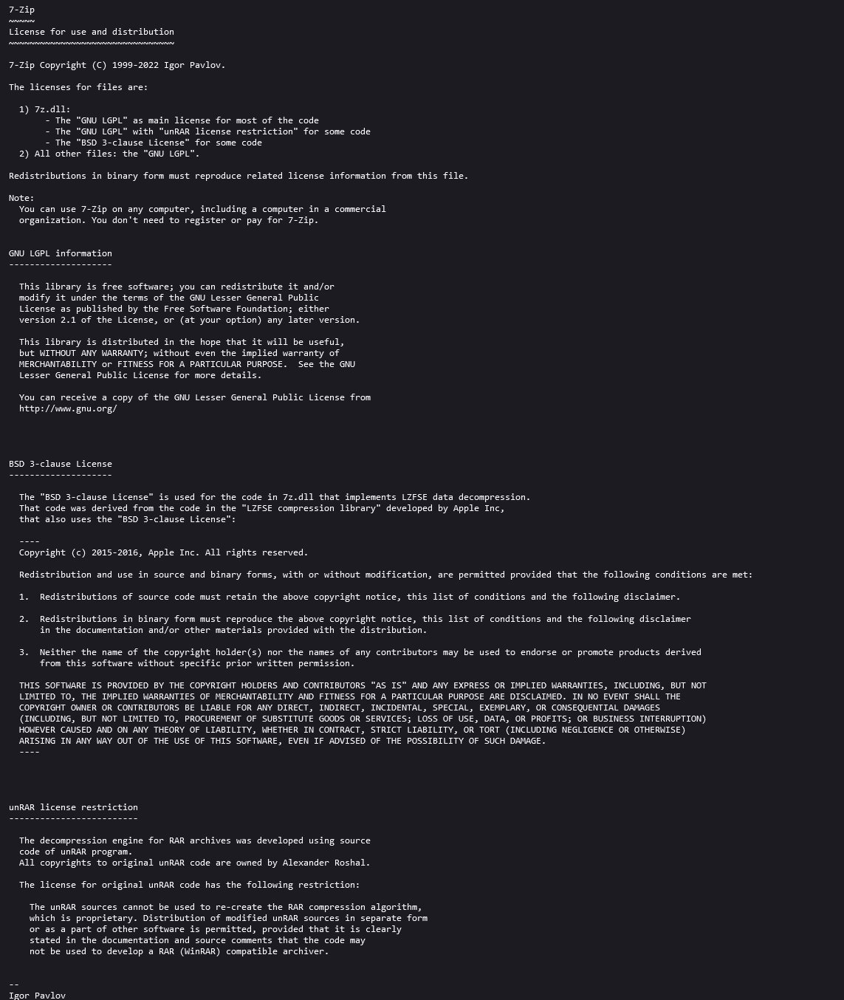 7-Zip
~~~~~
License for use and distribution
~~~~~~~~~~~~~~~~~~~~~~~~~~~~~~~~

7-Zip Copyright (C) 1999-2022 Igor Pavlov.

The licenses for files are:

  1) 7z.dll:
       - The "GNU LGPL" as main license for most of the code
       - The "GNU LGPL" with "unRAR license restriction" for some code
       - The "BSD 3-clause License" for some code
  2) All other files: the "GNU LGPL".

Redistributions in binary form must reproduce related license information from this file.

Note:
  You can use 7-Zip on any computer, including a computer in a commercial
  organization. You don't need to register or pay for 7-Zip.


GNU LGPL information
--------------------

  This library is free software; you can redistribute it and/or
  modify it under the terms of the GNU Lesser General Public
  License as published by the Free Software Foundation; either
  version 2.1 of the License, or (at your option) any later version.

  This library is distributed in the hope that it will be useful,
  but WITHOUT ANY WARRANTY; without even the implied warranty of
  MERCHANTABILITY or FITNESS FOR A PARTICULAR PURPOSE.  See the GNU
  Lesser General Public License for more details.

  You can receive a copy of the GNU Lesser General Public License from
  http://www.gnu.org/




BSD 3-clause License
--------------------

  The "BSD 3-clause License" is used for the code in 7z.dll that implements LZFSE data decompression.
  That code was derived from the code in the "LZFSE compression library" developed by Apple Inc,
  that also uses the "BSD 3-clause License":

  ----
  Copyright (c) 2015-2016, Apple Inc. All rights reserved.

  Redistribution and use in source and binary forms, with or without modification, are permitted provided that the following conditions are met:

  1.  Redistributions of source code must retain the above copyright notice, this list of conditions and the following disclaimer.

  2.  Redistributions in binary form must reproduce the above copyright notice, this list of conditions and the following disclaimer
      in the documentation and/or other materials provided with the distribution.

  3.  Neither the name of the copyright holder(s) nor the names of any contributors may be used to endorse or promote products derived
      from this software without specific prior written permission.

  THIS SOFTWARE IS PROVIDED BY THE COPYRIGHT HOLDERS AND CONTRIBUTORS "AS IS" AND ANY EXPRESS OR IMPLIED WARRANTIES, INCLUDING, BUT NOT
  LIMITED TO, THE IMPLIED WARRANTIES OF MERCHANTABILITY AND FITNESS FOR A PARTICULAR PURPOSE ARE DISCLAIMED. IN NO EVENT SHALL THE
  COPYRIGHT OWNER OR CONTRIBUTORS BE LIABLE FOR ANY DIRECT, INDIRECT, INCIDENTAL, SPECIAL, EXEMPLARY, OR CONSEQUENTIAL DAMAGES
  (INCLUDING, BUT NOT LIMITED TO, PROCUREMENT OF SUBSTITUTE GOODS OR SERVICES; LOSS OF USE, DATA, OR PROFITS; OR BUSINESS INTERRUPTION)
  HOWEVER CAUSED AND ON ANY THEORY OF LIABILITY, WHETHER IN CONTRACT, STRICT LIABILITY, OR TORT (INCLUDING NEGLIGENCE OR OTHERWISE)
  ARISING IN ANY WAY OUT OF THE USE OF THIS SOFTWARE, EVEN IF ADVISED OF THE POSSIBILITY OF SUCH DAMAGE.
  ----




unRAR license restriction
-------------------------

  The decompression engine for RAR archives was developed using source
  code of unRAR program.
  All copyrights to original unRAR code are owned by Alexander Roshal.

  The license for original unRAR code has the following restriction:

    The unRAR sources cannot be used to re-create the RAR compression algorithm,
    which is proprietary. Distribution of modified unRAR sources in separate form
    or as a part of other software is permitted, provided that it is clearly
    stated in the documentation and source comments that the code may
    not be used to develop a RAR (WinRAR) compatible archiver.


--
Igor Pavlov